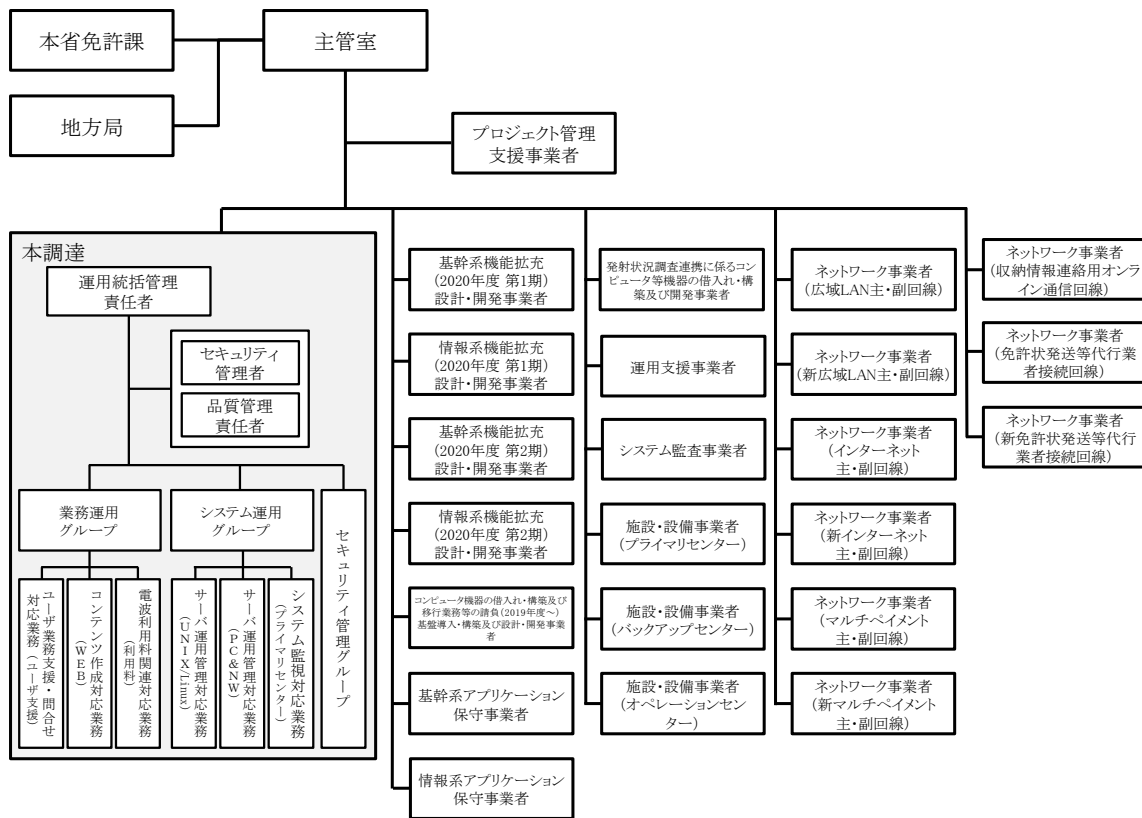 本省免許課
主管室
地方局
プロジェクト管理
支援事業者
本調達
運用統括管理
責任者
セキュリティ
管理者
品質管理
責任者
業務運用
グループ
システム運用
グループ
セキュリティ管理グループ
ユーザ業務支援・問合せ
対応業務（ユーザ支援）
コンテンツ作成対応業務
（WEB）
電波利用料関連対応業務
（利用料）
サーバ運用管理対応業務
（UNIX/Linux）
サーバ運用管理対応業務
（PC&NW）
システム監視対応業務
（プライマリセンター）
基幹系機能拡充
(2020年度 第1期)
設計・開発事業者
情報系機能拡充
(2020年度 第1期)
設計・開発事業者
基幹系機能拡充
(2020年度 第2期)
設計・開発事業者
情報系機能拡充
(2020年度 第2期)
設計・開発事業者
コンピュータ機器の借入れ・構築及び
移行業務等の請負(2019年度～)
基盤導入・構築及び設計・開発事業
者
基幹系アプリケーション
保守事業者
情報系アプリケーション
保守事業者
発射状況調査連携に係るコン
ピュータ等機器の借入れ・構
築及び開発事業者
運用支援事業者
システム監査事業者
施設・設備事業者
(プライマリセンター)
施設・設備事業者
(バックアップセンター)
施設・設備事業者
(オペレーションセン
ター)
ネットワーク事業者
(広域LAN主・副回線)
ネットワーク事業者
(新広域LAN主・副回線)
ネットワーク事業者
(インターネット
主・副回線)
ネットワーク事業者
(新インターネット
主・副回線)
ネットワーク事業者
(マルチペイメント
主・副回線)
ネットワーク事業者
(新マルチペイメント
主・副回線)
ネットワーク事業者
(収納情報連絡用オンラ
イン通信回線)
ネットワーク事業者
(免許状発送等代行業
者接続回線)
ネットワーク事業者
(新免許状発送等代行
業者接続回線)